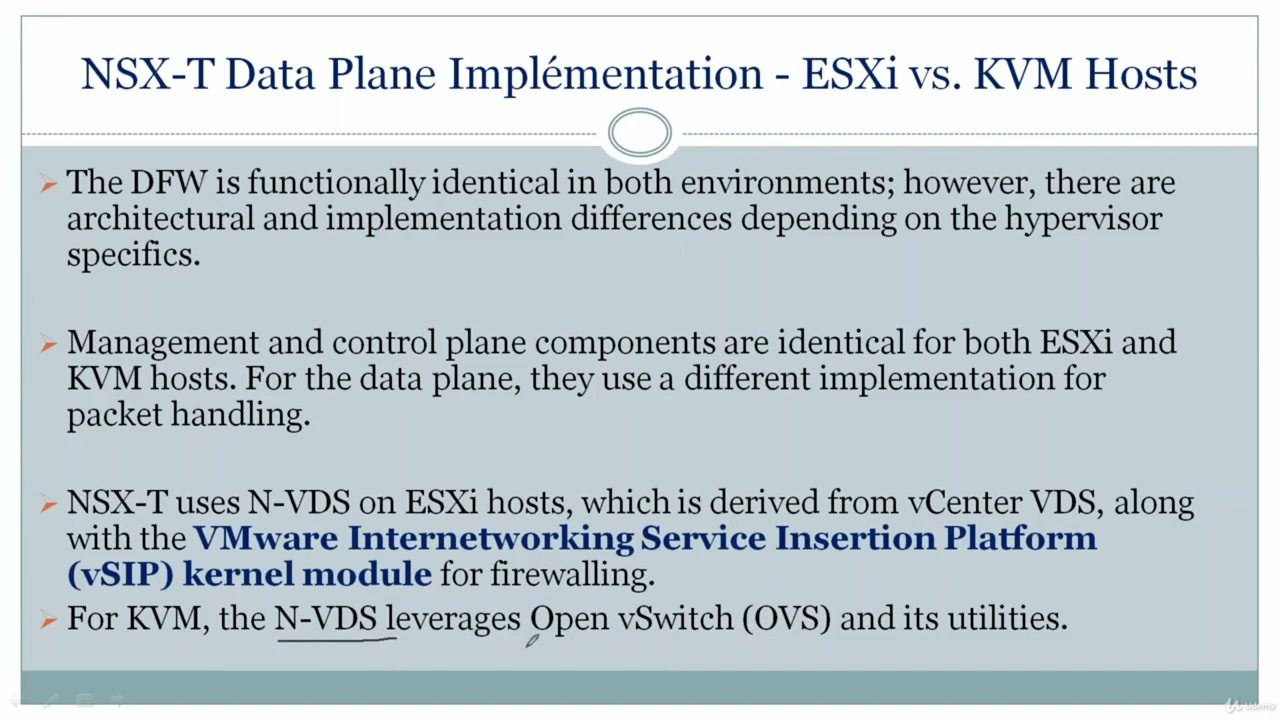 NSX-T Data Plane Implémentation - ESXi vs. KVM Hosts
The DFW is functionally identical in both environments; however, there are
architectural and implementation differences depending on the hypervisor
specifics.
Management and control plane components are identical for both ESXi and
KVM hosts. For the data plane, they use a different implementation for
packet handling.
NSX-T uses N-VDS on ESXi hosts, which is derived from vCenter VDS, along
with the VMware Internetworking Service Insertion Platform
(vSIP) kernel module for firewalling.
For KVM, the N-VDS leverages Open vSwitch (OVS) and its utilities.
Udemy